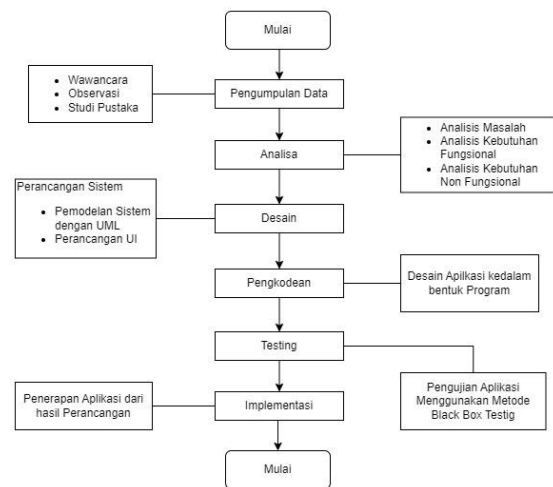 Mulai
• Wawancara
• Observasi
• Studi Pustaka
Pengumpulan Data
Analisa
• Analisis Masalah
• Analisis Kebutuhan
Fungsional
• Analisis Kebutuhan
Non Fungsional
Perancangan Sistem
• Pemodelan Sistem
dengan UML
• Perancangan UI
Desain
Pengkodean
Desain Apilkasi kedalam
bentuk Program
Testing
Pengujian Aplikasi
Menggunakan Metode
Black Box Testig
Penerapan Aplikasi dari
hasil Perancangan
Implementasi
Mulai